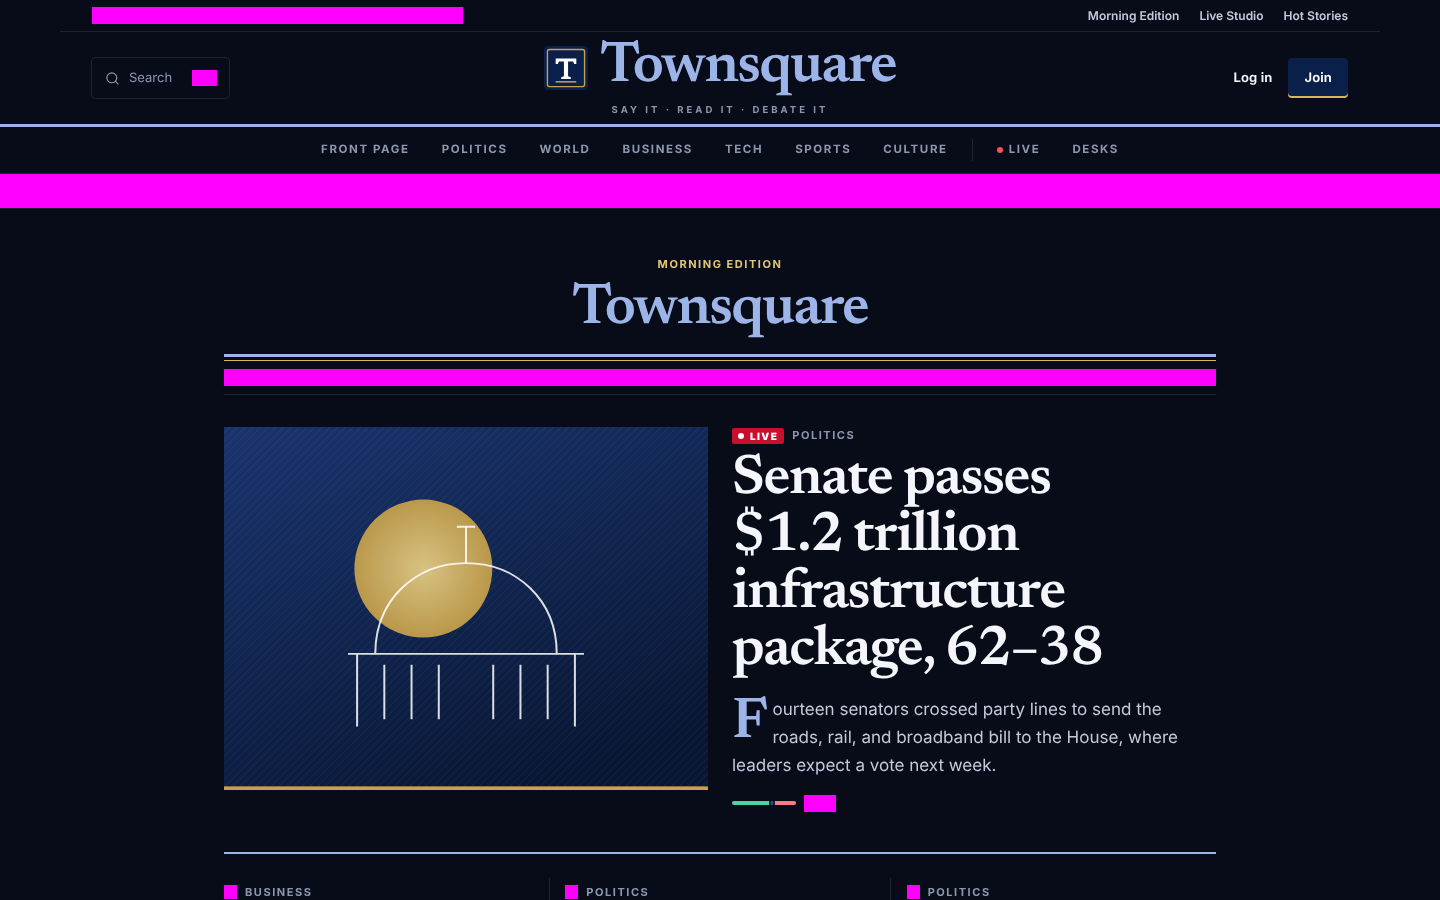 Morning Edition Live Studio Hot Stories
Search
T Townsquare
SAY IT · READ IT · DEBATE IT
Log in Join
FRONT PAGE POLITICS WORLD BUSINESS TECH SPORTS CULTURE LIVE DESKS
MORNING EDITION
Townsquare
LIVE POLITICS
Senate passes
$1.2 trillion
infrastructure
package, 62–38
Fourteen senators crossed party lines to send the
roads, rail, and broadband bill to the House, where
leaders expect a vote next week.
BUSINESS POLITICS POLITICS